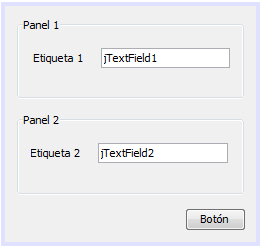 Panel 1
Etiqueta 1 jTextField1
Panel 2
Etiqueta 2 jTextField2
Botón